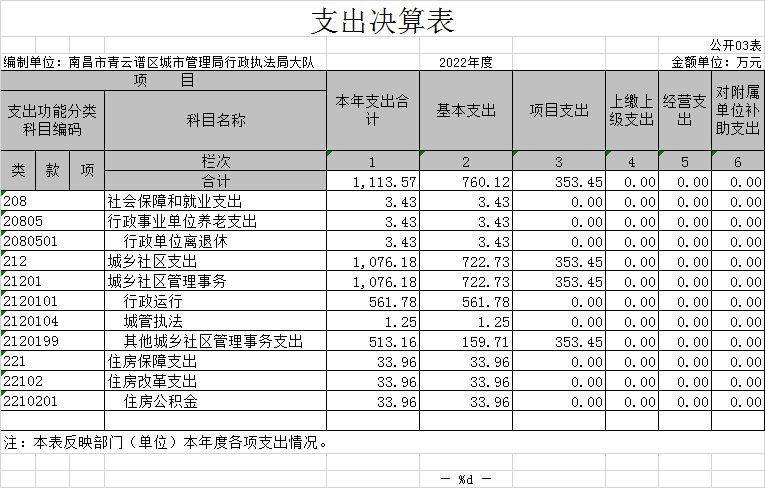 支出决算表
公开03表
编制单位：南昌市青云谱区城市管理局行政执法局大队 2022年度 金额单位：万元
项 目 本年支出合计 基本支出 项目支出 上缴上级支出 经营支出 对附属单位补助支出
支出功能分类科目编码 科目名称
类 款 项 栏次 1 2 3 4 5 6
合计 1,113.57 760.12 353.45 0.00 0.00 0.00
208 社会保障和就业支出 3.43 3.43 0.00 0.00 0.00 0.00
20805 行政事业单位养老支出 3.43 3.43 0.00 0.00 0.00 0.00
2080501 行政单位离退休 3.43 3.43 0.00 0.00 0.00 0.00
212 城乡社区支出 1,076.18 722.73 353.45 0.00 0.00 0.00
21201 城乡社区管理事务 1,076.18 722.73 353.45 0.00 0.00 0.00
2120101 行政运行 561.78 561.78 0.00 0.00 0.00 0.00
2120104 城管执法 1.25 1.25 0.00 0.00 0.00 0.00
2120199 其他城乡社区管理事务支出 513.16 159.71 353.45 0.00 0.00 0.00
221 住房保障支出 33.96 33.96 0.00 0.00 0.00 0.00
22102 住房改革支出 33.96 33.96 0.00 0.00 0.00 0.00
2210201 住房公积金 33.96 33.96 0.00 0.00 0.00 0.00
注：本表反映部门（单位）本年度各项支出情况。
— %d —